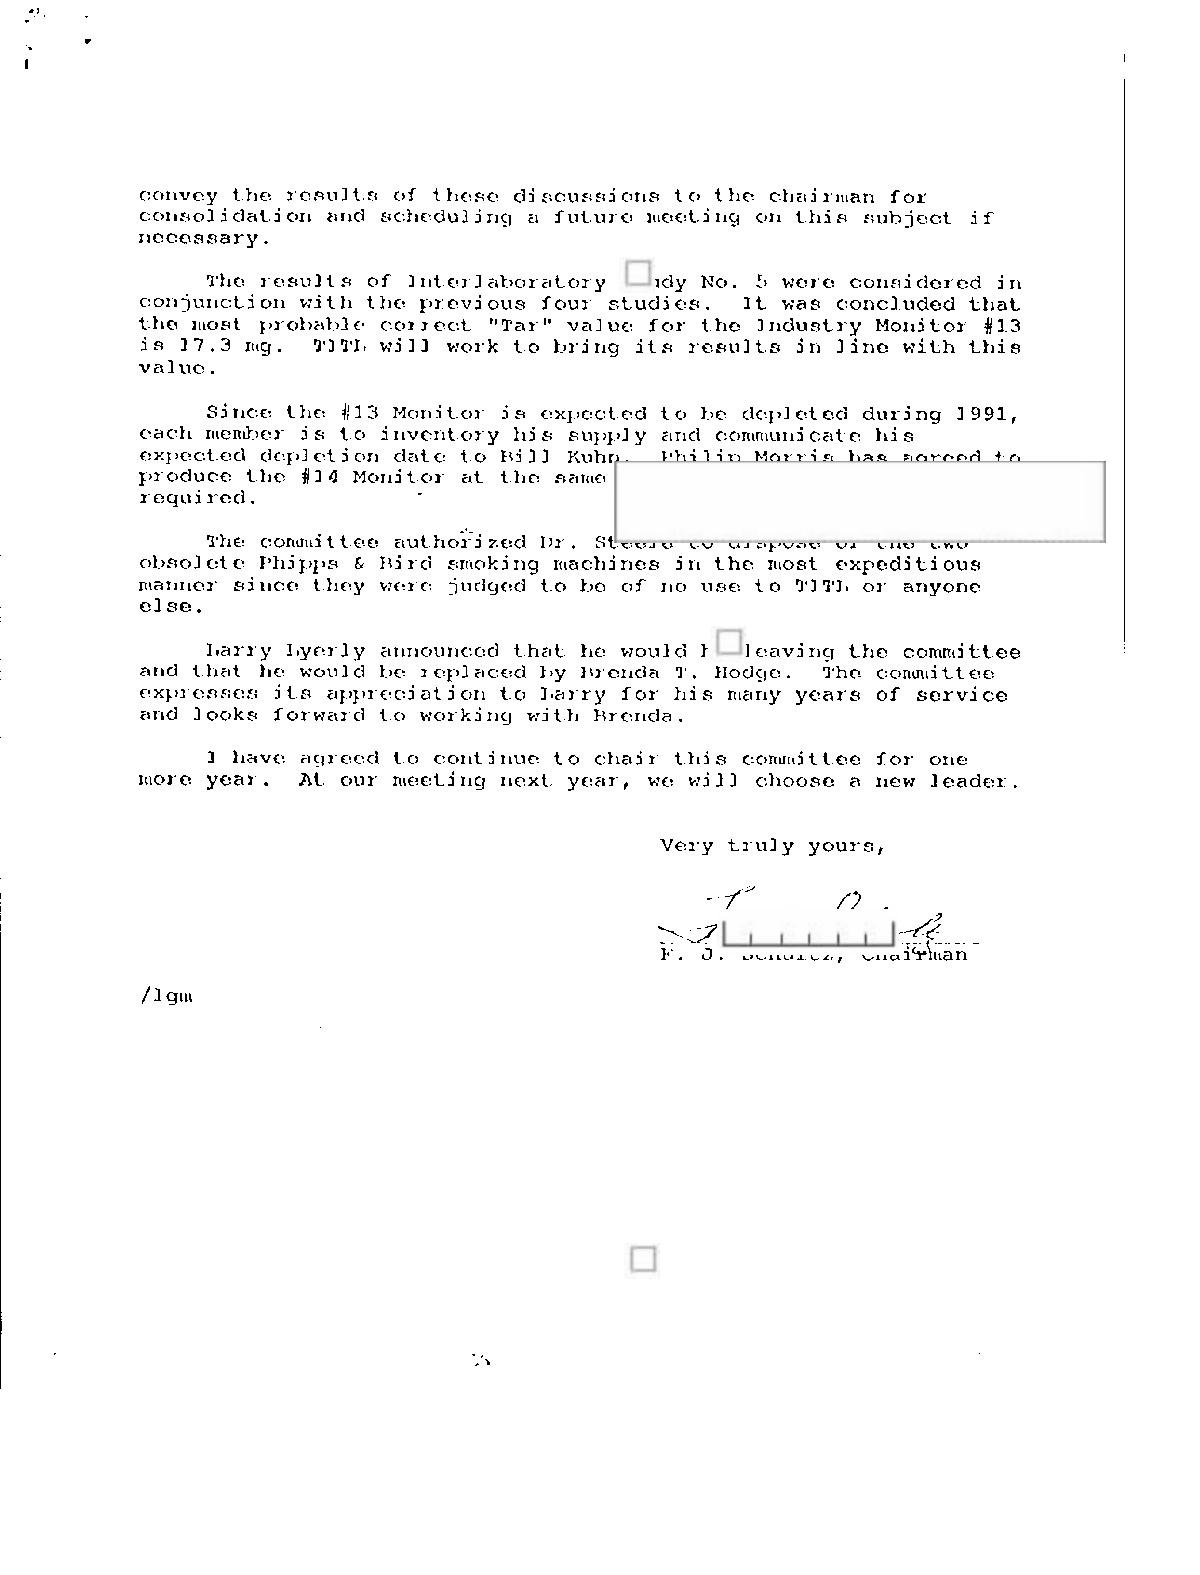 convey the results of these discussions to the chairman for
consolidation and scheduling a future meeting on this subject if
necessary.
The results of Interlaboratory No. 5 were considered in
conjunction with the previous four studies. It was concluded that
the most probable correct "Tar" value for the Industry Monitor #13
is 17.3 mg. TITL will work to bring its results in line with this
value.
Since the #13 Monitor is expected to be depleted during 1991,
each member is to inventory his supply and communicate his
expected depletion date to Bill Kuhn. Philip Morris has agreed to
produce the #14 Monitor at the same
required.
The committee authorized Dr. to dispose of the two
obsolete Phipps & Bird smoking machines in the most expeditious
manner since they were judged to be of no use to TITL or anyone
else.
Larry Lyerly announced that he would leaving the committee
and that he would be replaced by Brenda T. Hodge. The committee
expresses its appreciation to Larry for his many years of service
and looks forward to working with Brenda.
I have agreed to continue to chair this committee for one
more year. At our meeting next year, we will choose a new leader.
Very truly yours,
F. J. Chairman
/lgm